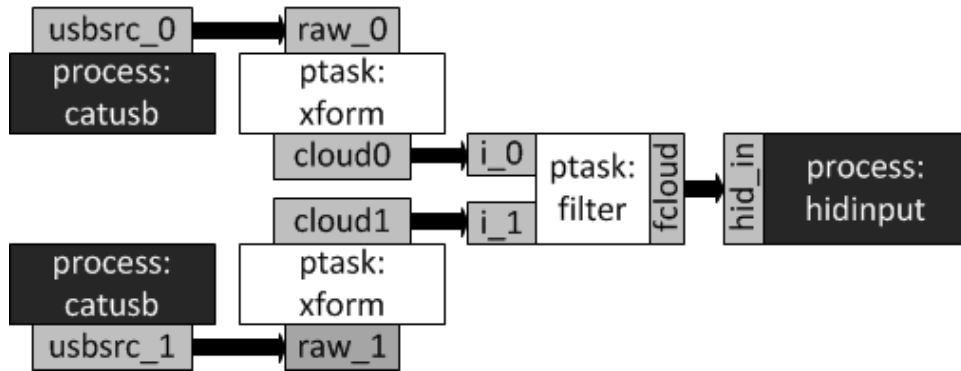 usbsrc_0
raw_0
process:
catusb
ptask:
xform
cloud0
i_0
ptask:
filter
fcloud
hid_in
process:
hidinput
cloud1
i_1
process:
catusb
ptask:
xform
usbsrc_1
raw_1